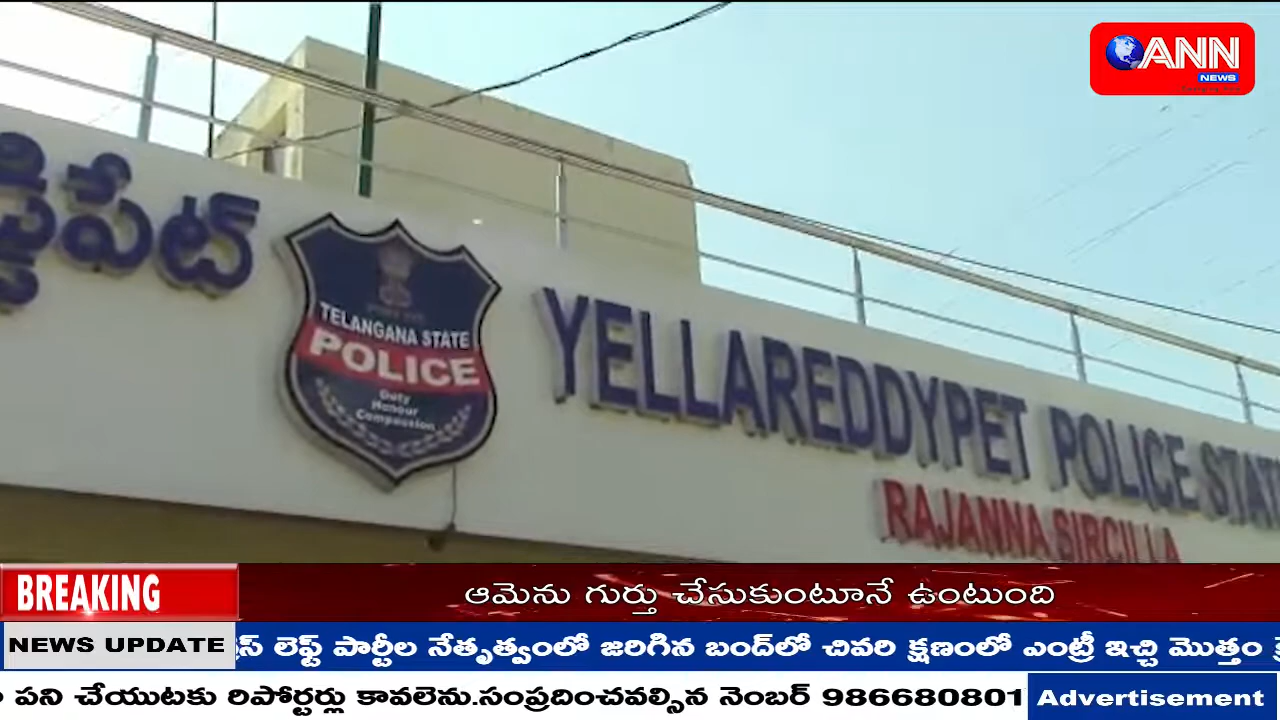 ANN
NEWS
్డిపేట్
TELANGANA STATE
POLICE
Duty
Honour
Compassion
YELLAREDDYPET POLICE STATI
RAJANNA SIRCILLA
BREAKING
ఆమెను గుర్తు చేసుకుంటూనే ఉంటుంది
NEWS UPDATE
లెఫ్ట్ పార్టీల నేతృత్వంలో జరిగిన బంద్‌లో చివరి క్షణంలో ఎంట్రీ ఇచ్చి మొత్తం
పని చేయుటకు రిపోర్టర్లు కావలెను.సంప్రదించవల్సిన నెంబర్ 986680801
Advertisement